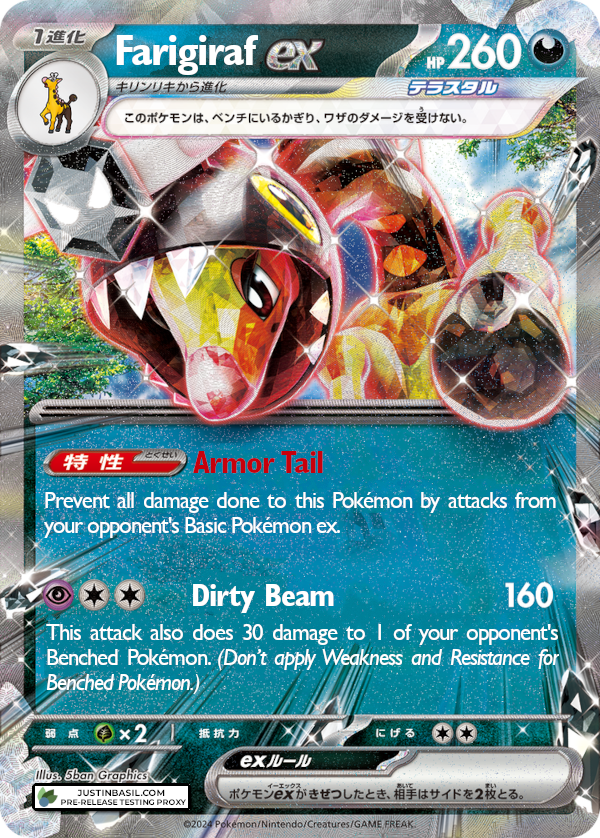 1進化 Farigiraf ex HP 260
キリンリキから進化 テラスタル
このポケモンは、ベンチにいるかぎり、ワザのダメージを受けない。
特性 とくせい Armor Tail
Prevent all damage done to this Pokémon by attacks from
your opponent's Basic Pokémon ex.
Dirty Beam 160
This attack also does 30 damage to 1 of your opponent's
Benched Pokémon. (Don't apply Weakness and Resistance for
Benched Pokémon.)
弱点 ×2 抵抗力 にげる
Illus. 5ban Graphics
exルール
ポケモンexがきぜつしたとき、相手はサイドを2枚とる。
JUSTINBASIL.COM
PRE-RELEASE TESTING PROXY
©2024 Pokémon/Nintendo/Creatures/GAME FREAK.